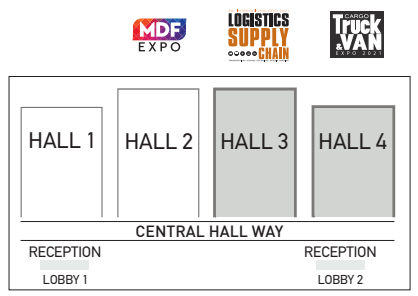 MDF
EXPO
LOGISTICS
SUPPLY
CHAIN
CARGO
Truck
&VAN
EXPO 2021
HALL 1
HALL 2
HALL 3
HALL 4
CENTRAL HALL WAY
RECEPTION
RECEPTION
LOBBY 1
LOBBY 2